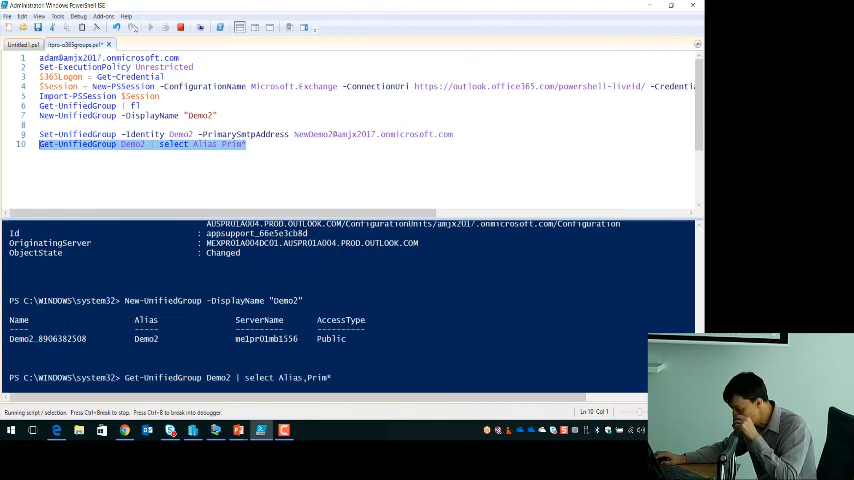 Administrator: Windows PowerShell ISE
File Edit View Tools Debug Add-ons Help
Untitled1.ps1 itpro-o365groups.ps1*
1 adam@amjx2017.onmicrosoft.com
2 Set-ExecutionPolicy Unrestricted
3 $365Logon = Get-Credential
4 $Session = New-PSSession -ConfigurationName Microsoft.Exchange -ConnectionUri https://outlook.office365.com/powershell-liveid/ -Credentia
5 Import-PSSession $Session
6 Get-UnifiedGroup | fl
7 New-UnifiedGroup -DisplayName "Demo2"
8
9 Set-UnifiedGroup -Identity Demo2 -PrimarySmtpAddress NewDemo2@amjx2017.onmicrosoft.com
10 Get-UnifiedGroup Demo2 | select Alias,Prim*
AUSPR01A004.PROD.OUTLOOK.COM/ConfigurationUnits/amjx2017.onmicrosoft.com/Configuration
Id : appsupport_66e5e3cb8d
OriginatingServer : MEXPR01A004DC01.AUSPR01A004.PROD.OUTLOOK.COM
ObjectState : Changed
PS C:\WINDOWS\system32> New-UnifiedGroup -DisplayName "Demo2"
Name Alias ServerName AccessType
---- ----- ---------- ----------
Demo2_8906382508 Demo2 me1pr01mb1556 Public
PS C:\WINDOWS\system32> Get-UnifiedGroup Demo2 | select Alias,Prim*
Running script / selection. Press Ctrl+Break to stop. Press Ctrl+B to break into debugger.
Ln 10 Col 1